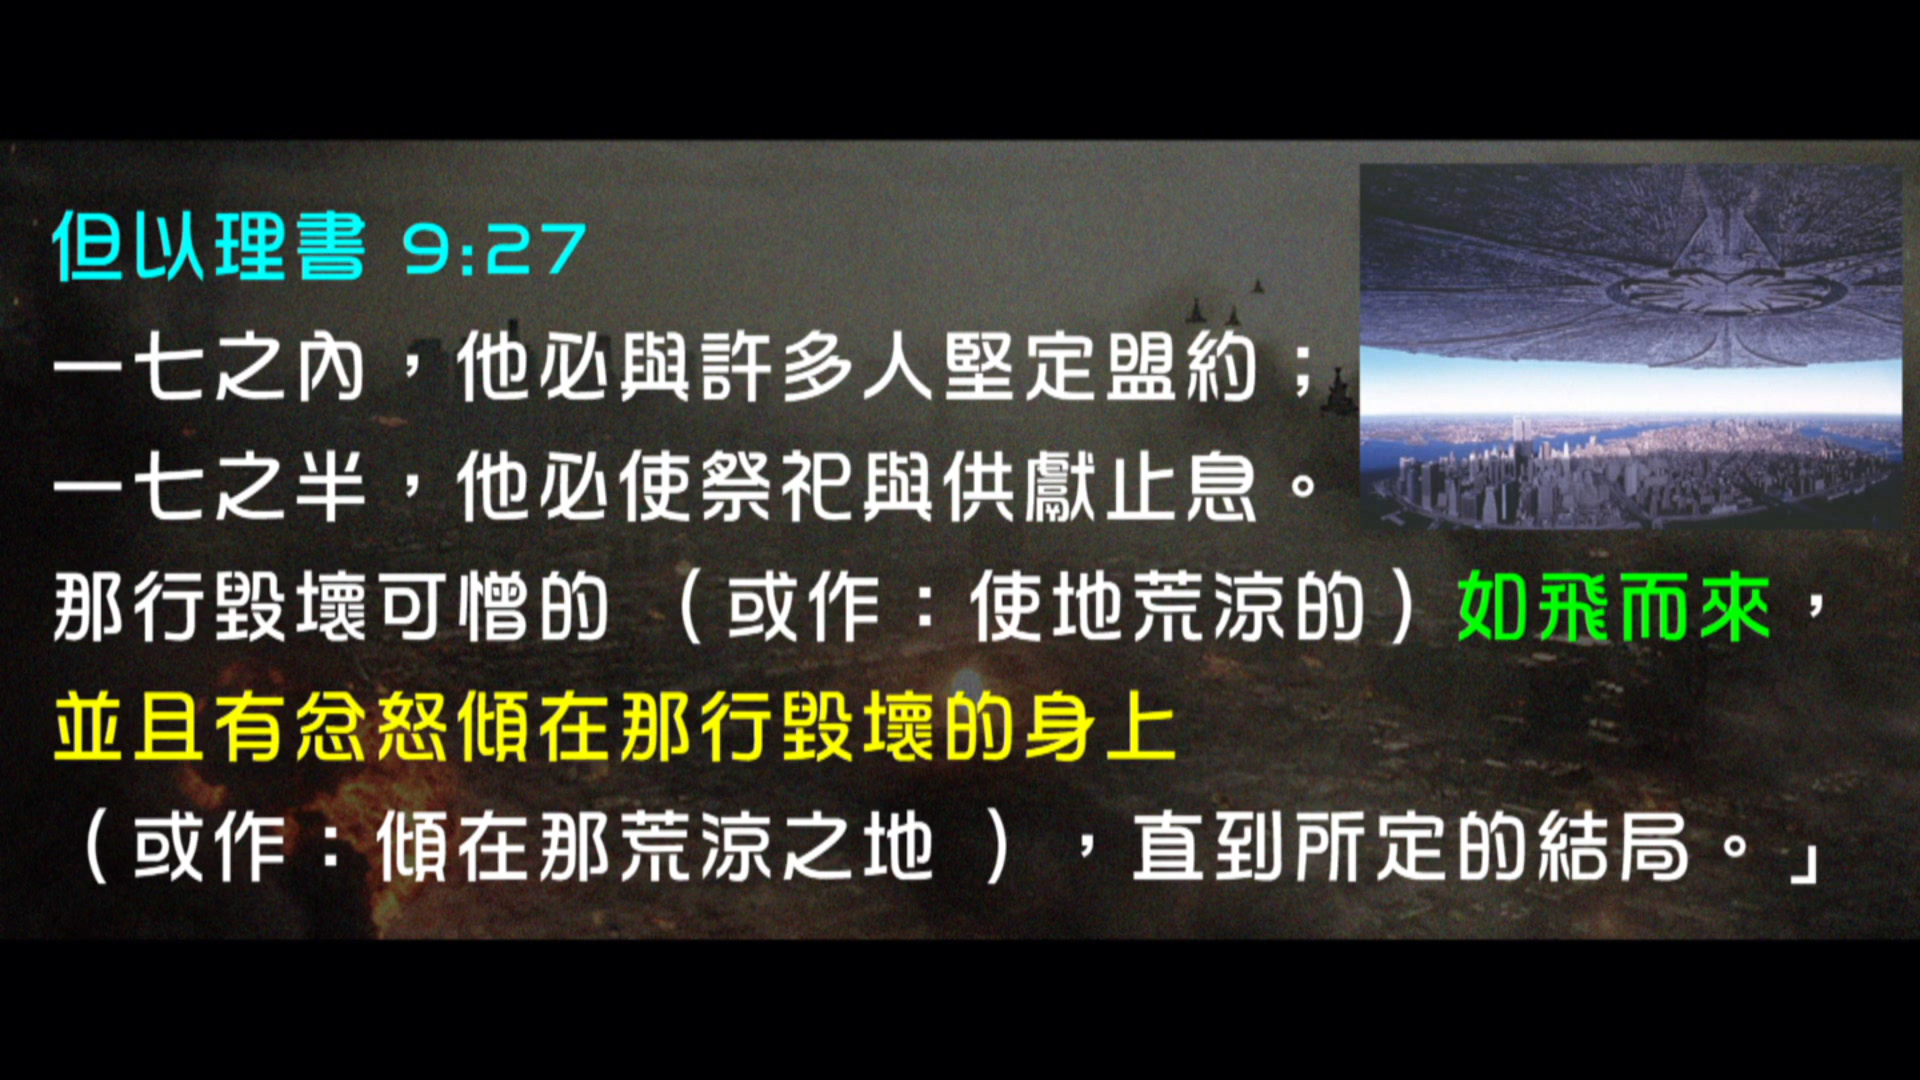 但以理書 9:27
一七之內，他必與許多人堅定盟約；
一七之半，他必使祭祀與供獻止息。
那行毀壞可憎的（或作：使地荒涼的）如飛而來，
並且有忿怒傾在那行毀壞的身上
（或作：傾在那荒涼之地 ），直到所定的結局。」